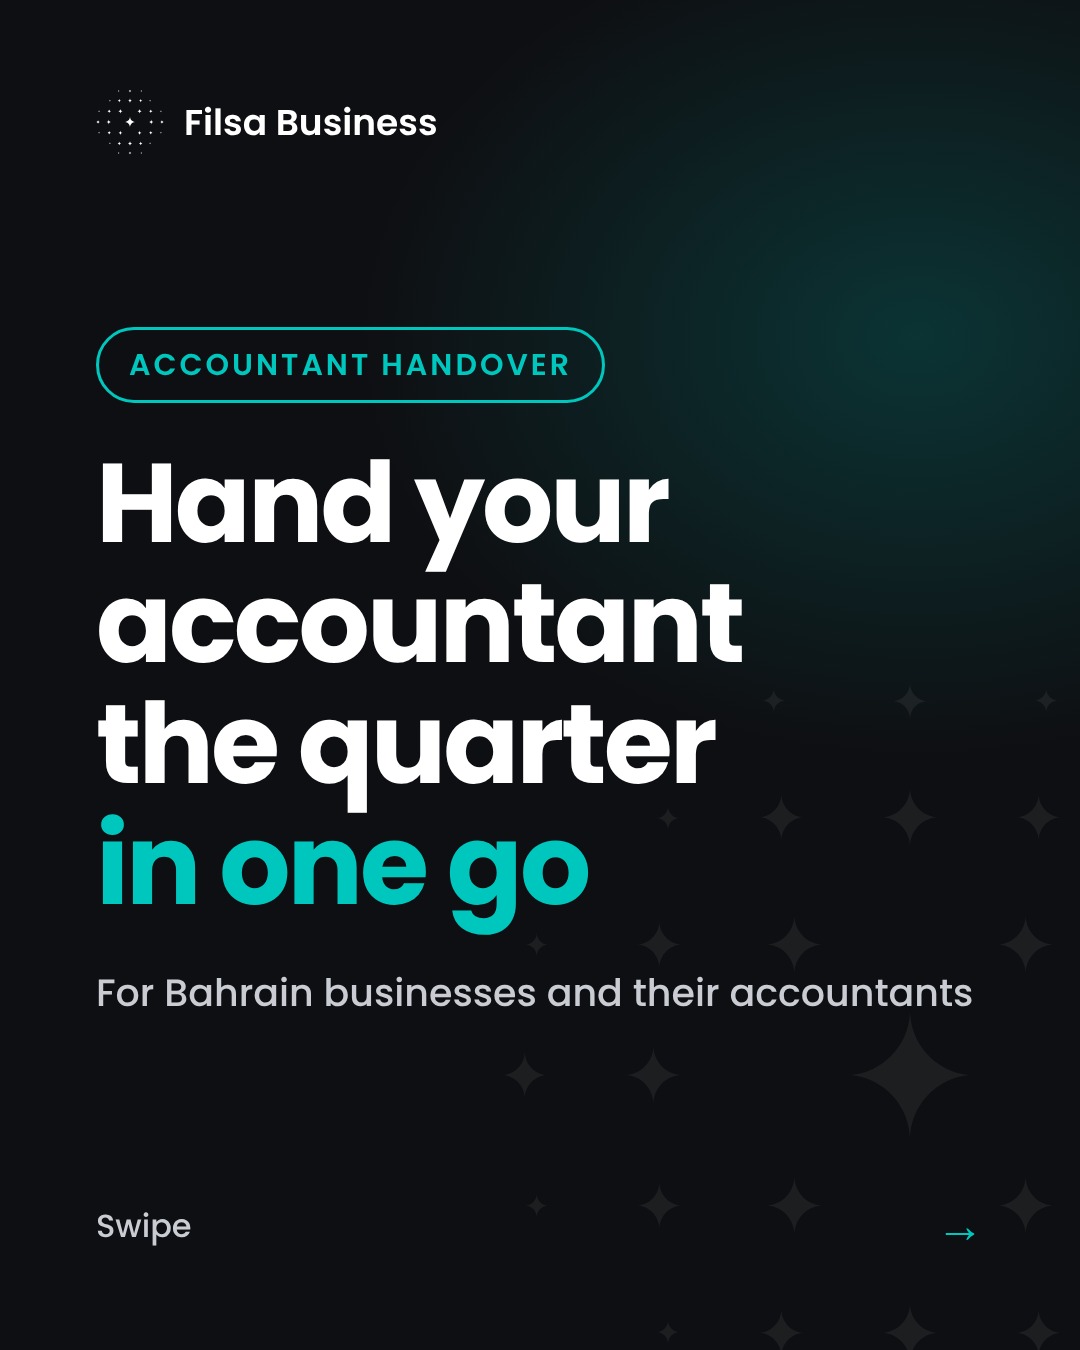 Filsa Business
ACCOUNTANT HANDOVER
Hand your
accountant
the quarter
in one go
For Bahrain businesses and their accountants
Swipe →